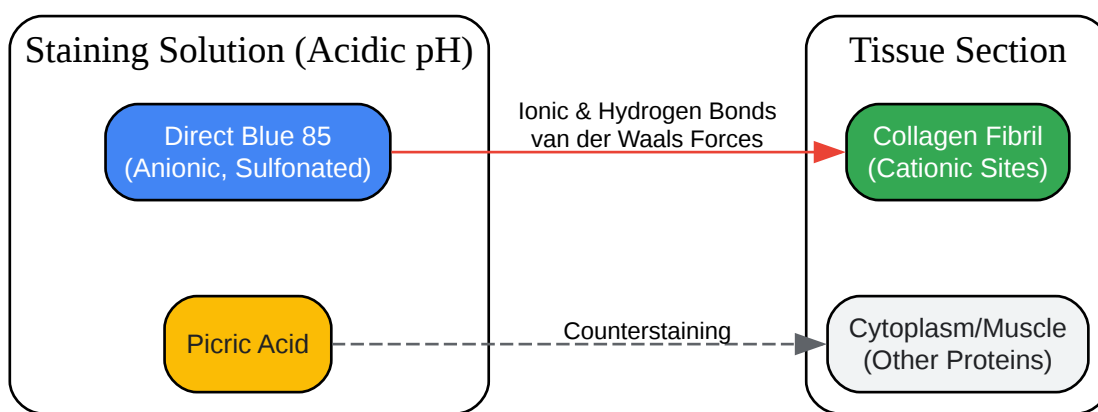 Staining Solution (Acidic pH)
Tissue Section
Direct Blue 85
(Anionic, Sulfonated)
Ionic & Hydrogen Bonds
van der Waals Forces
Collagen Fibril
(Cationic Sites)
Picric Acid
Counterstaining
Cytoplasm/Muscle
(Other Proteins)